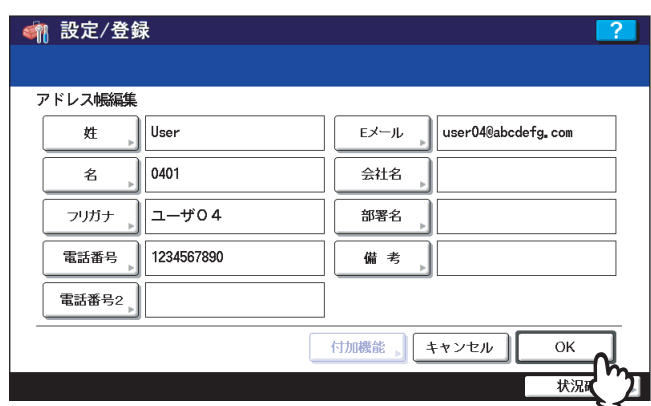 設定/登録
?
アドレス帳編集
姓 User
Eメール user04@abcdefg.com
名 0401
会社名
フリガナ ユーザ04
部署名
電話番号 1234567890
備 考
電話番号2
付加機能 キャンセル OK
状況